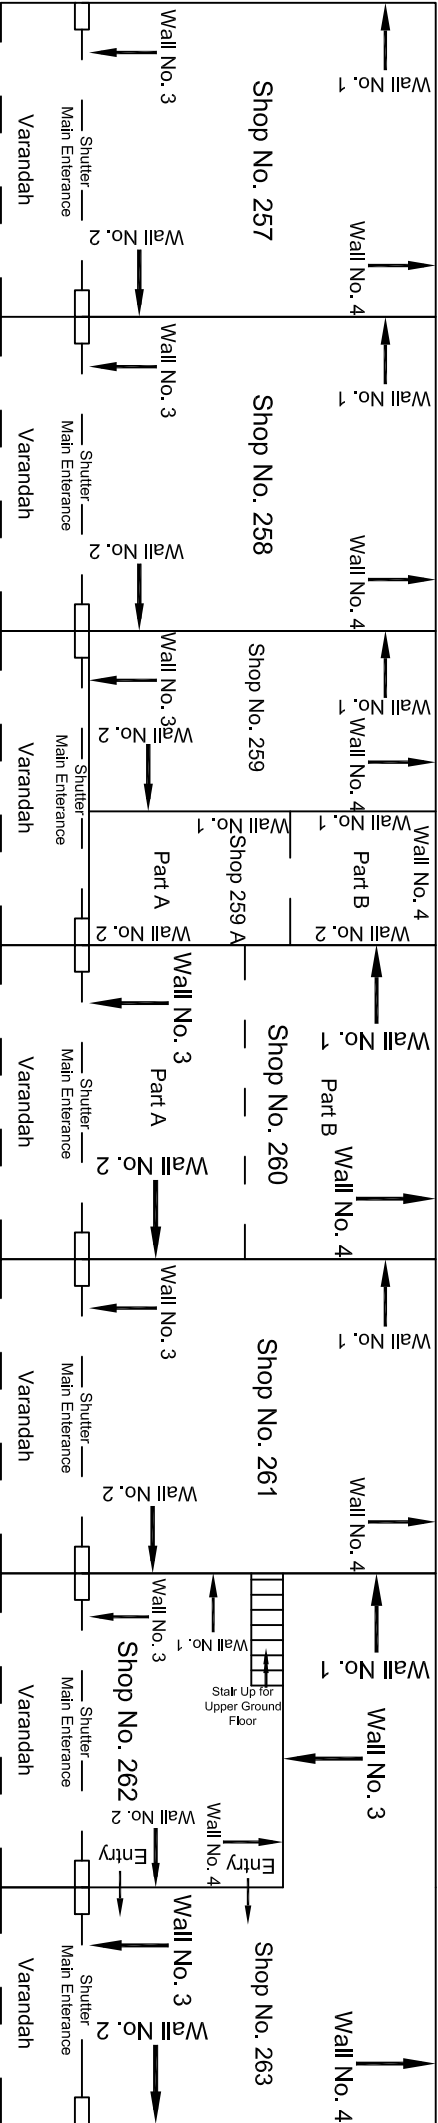 Wall No. 1
Wall No. 3
Shop No. 257
Shutter
Main Enterance
Varandah
Wall No. 2
Wall No. 4
Wall No. 1
Wall No. 3
Shop No. 258
Shutter
Main Enterance
Varandah
Wall No. 2
Wall No. 4
Wall No. 1
Wall No. 3
Shop No. 259
Wall No. 2
Wall No. 4
Shutter
Main Enterance
Varandah
Wall No. 1
Wall No. 1
Wall No. 4
Shop 259 A
Part A
Part B
Wall No. 2
Wall No. 2
Wall No. 1
Wall No. 3
Shop No. 260
Part A
Part B
Shutter
Main Enterance
Varandah
Wall No. 2
Wall No. 4
Wall No. 1
Wall No. 3
Shop No. 261
Shutter
Main Enterance
Varandah
Wall No. 2
Wall No. 4
Wall No. 1
Wall No. 1
Wall No. 3
Stair Up for
Upper Ground
Floor
Shop No. 262
Wall No. 3
Shutter
Main Enterance
Varandah
Wall No. 2
Wall No. 4
Entry
Entry
Wall No. 3
Shop No. 263
Shutter
Main Enterance
Varandah
Wall No. 2
Wall No. 4